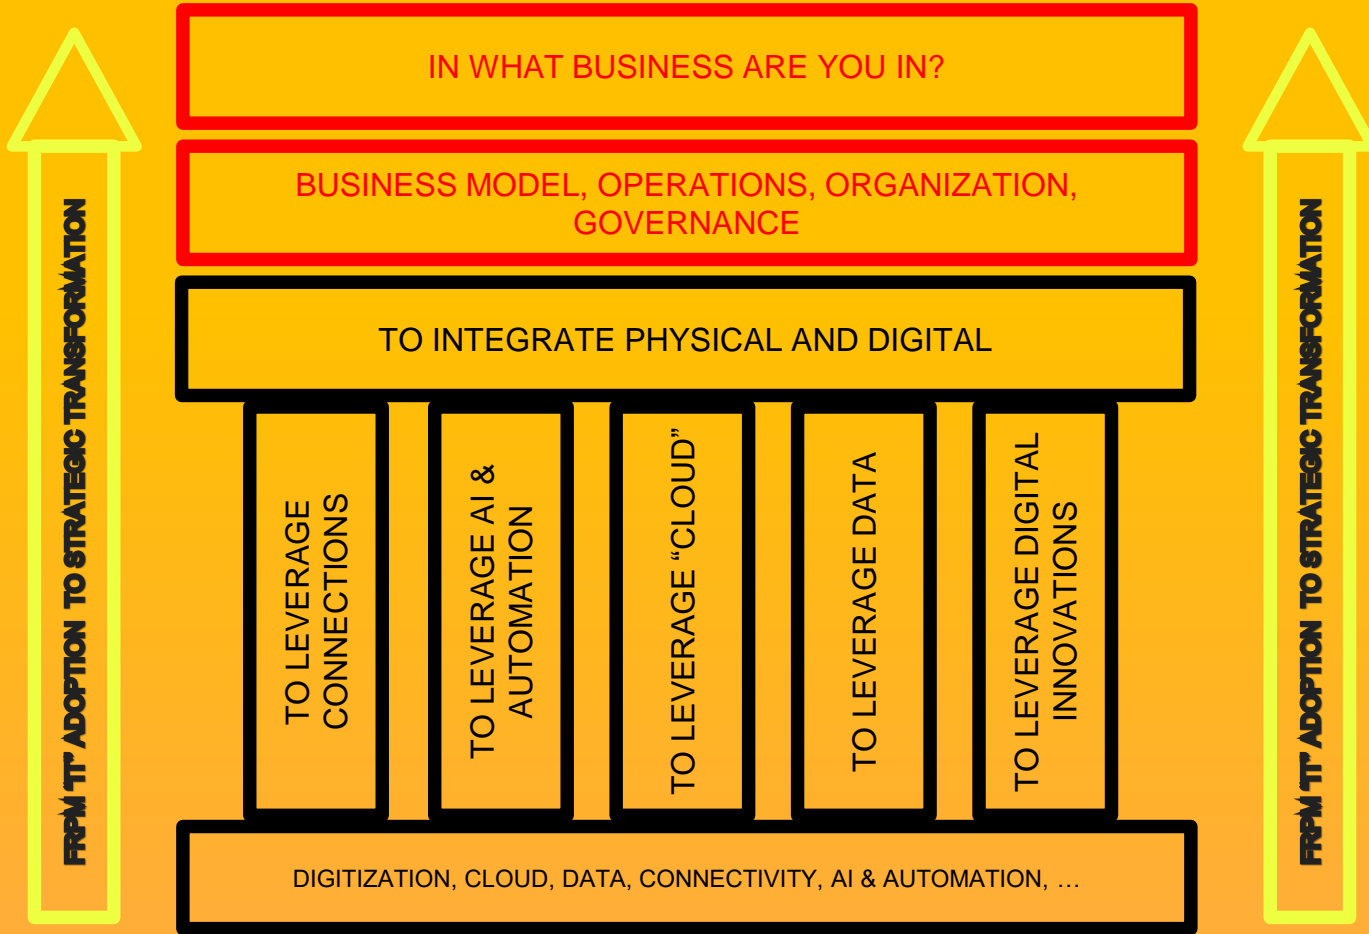 IN WHAT BUSINESS ARE YOU IN?
BUSINESS MODEL, OPERATIONS, ORGANIZATION,
GOVERNANCE
TO INTEGRATE PHYSICAL AND DIGITAL
TO LEVERAGE
CONNECTIONS
TO LEVERAGE AI &
AUTOMATION
TO LEVERAGE “CLOUD”
TO LEVERAGE DATA
TO LEVERAGE DIGITAL
INNOVATIONS
DIGITIZATION, CLOUD, DATA, CONNECTIVITY, AI & AUTOMATION, …
FRPM “IT” ADOPTION TO STRATEGIC TRANSFORMATION
FRPM “IT” ADOPTION TO STRATEGIC TRANSFORMATION